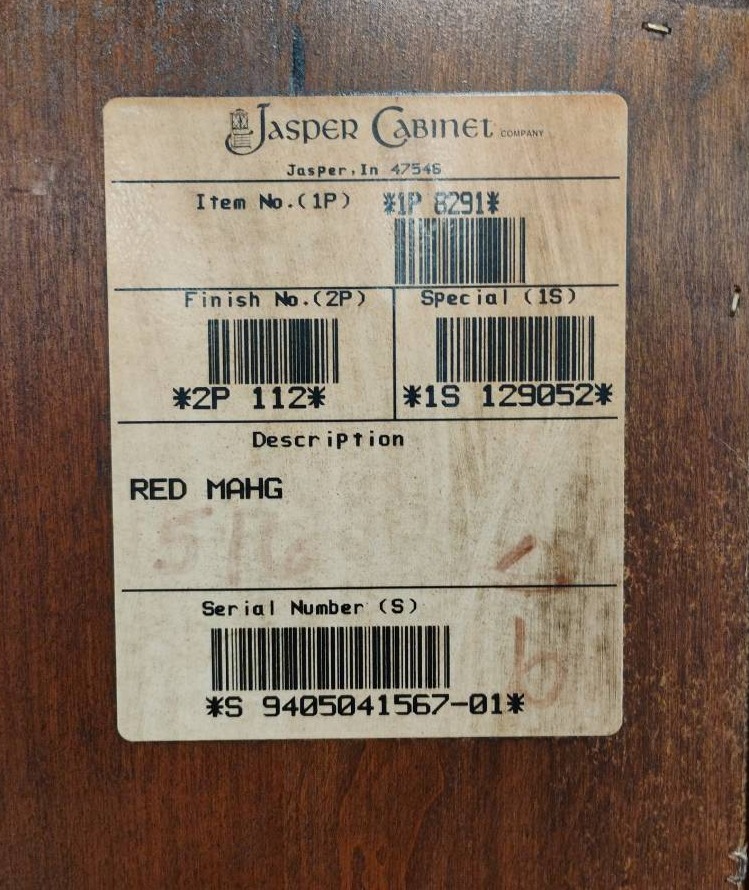 Jasper Cabinet COMPANY
Jasper,In 47546
Item No.(1P) *1P 8291*
Finish No.(2P) Special (1S)
*2P 112* *1S 129052*
Description
RED MAHG
Serial Number (S)
*S 9405041567-01*